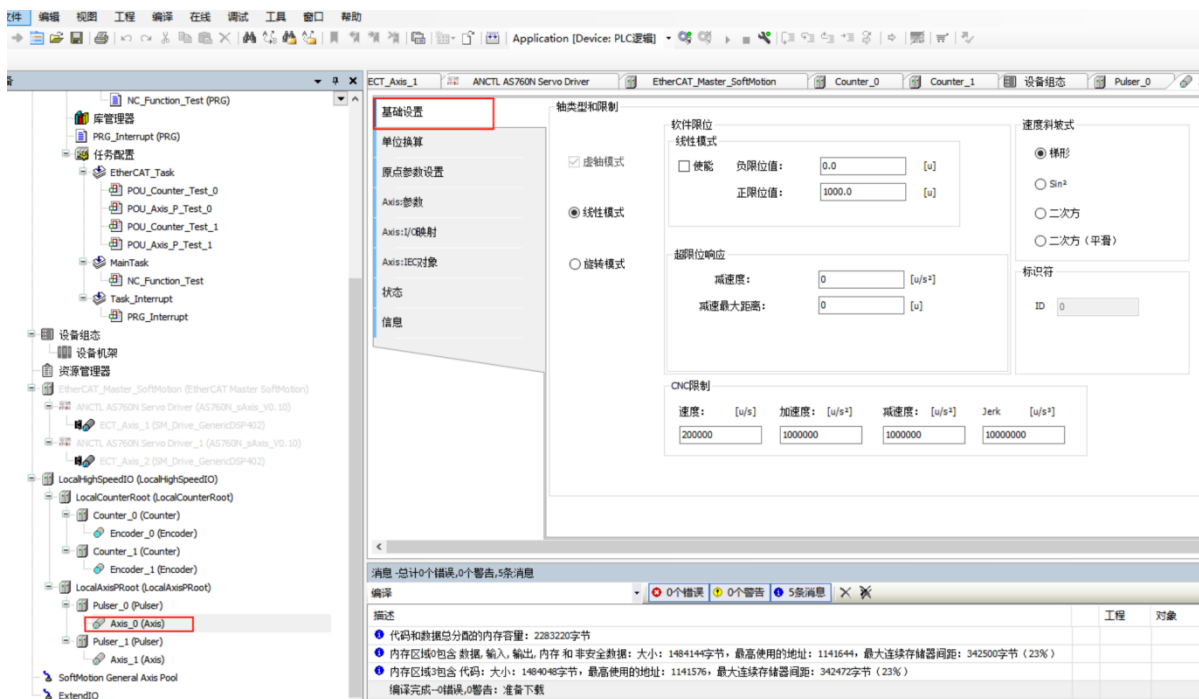 文件 编辑 视图 工程 编译 在线 调试 工具 窗口 帮助
Application [Device: PLC逻辑]
ECT_Axis_1 ANCTL AS760N Servo Driver EtherCAT_Master_SoftMotion Counter_0 Counter_1 设备组态 Pulser_0
NC_Function_Test (PRG)
库管理器
PRG_Interrupt (PRG)
任务配置
EtherCAT_Task
POU_Counter_Test_0
POU_Axis_P_Test_0
POU_Counter_Test_1
POU_Axis_P_Test_1
MainTask
NC_Function_Test
Task_Interrupt
PRG_Interrupt
设备组态
设备机架
资源管理器
EtherCAT_Master_SoftMotion (EtherCAT Master SoftMotion)
ANCTL AS760N Servo Driver (AS760N_sAxis_V0.10)
ECT_Axis_1 (SM_Drive_GenericDSP402)
ANCTL AS760N Servo Driver_1 (AS760N_sAxis_V0.10)
ECT_Axis_2 (SM_Drive_GenericDSP402)
LocalHighSpeedIO (LocalHighSpeedIO)
LocalCounterRoot (LocalCounterRoot)
Counter_0 (Counter)
Encoder_0 (Encoder)
Counter_1 (Counter)
Encoder_1 (Encoder)
LocalAxisPRoot (LocalAxisPRoot)
Pulser_0 (Pulser)
Axis_0 (Axis)
Pulser_1 (Pulser)
Axis_1 (Axis)
SoftMotion General Axis Pool
ExtendIO
基础设置
单位换算
原点参数设置
Axis:参数
Axis:I/O映射
Axis:IEC对象
状态
信息
轴类型和限制
虚轴模式
线性模式
旋转模式
软件限位
线性模式
使能 负限位值: 0.0 [u]
正限位值: 1000.0 [u]
超限位响应
减速度: 0 [u/s²]
减速最大距离: 0 [u]
CNC限制
速度: [u/s] 加速度: [u/s²] 减速度: [u/s²] Jerk [u/s³]
200000 1000000 1000000 10000000
速度斜坡式
梯形
Sin²
二次方
二次方（平滑）
标识符
ID 0
消息 -总计0个错误,0个警告,5条消息
编译 0个错误 0个警告 5条消息
描述 工程 对象
代码和数据总分配的内存容量: 2283220字节
内存区域0包含 数据, 输入, 输出, 内存 和 非安全数据: 大小: 1484144字节, 最高使用的地址: 1141644, 最大连续存储器间距: 342500字节 (23%)
内存区域3包含 代码: 大小: 1484048字节, 最高使用的地址: 1141576, 最大连续存储器间距: 342472字节 (23%)
编译完成--0错误,0警告: 准备下载